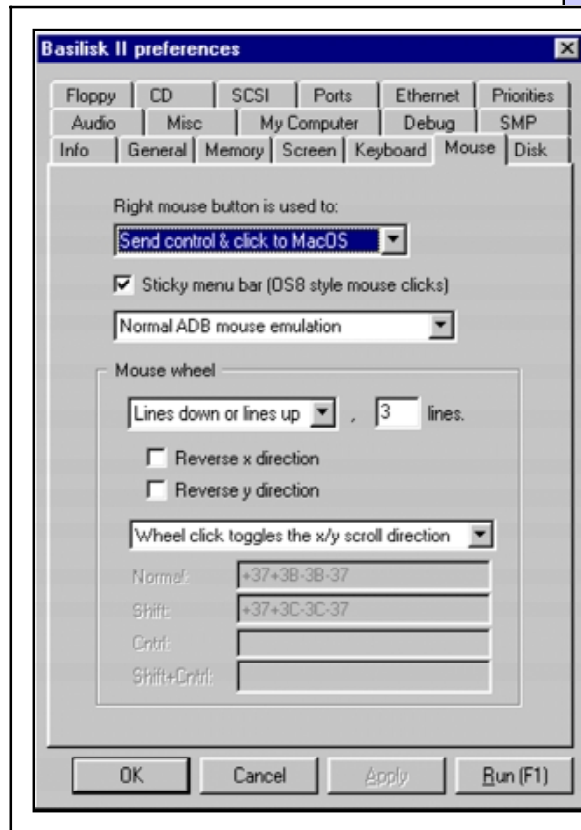 Basilisk II preferences
Floppy CD SCSI Ports Ethernet Priorities
Audio Misc My Computer Debug SMP
Info General Memory Screen Keyboard Mouse Disk
Right mouse button is used to:
Send control & click to MacOS
Sticky menu bar (OS8 style mouse clicks)
Normal ADB mouse emulation
Mouse wheel
Lines down or lines up , 3 lines.
Reverse x direction
Reverse y direction
Wheel click toggles the x/y scroll direction
Normal: +37+3B-3B-37
Shift: +37+3C-3C-37
Cntrl:
Shift+Cntrl:
OK Cancel Apply Run (F1)